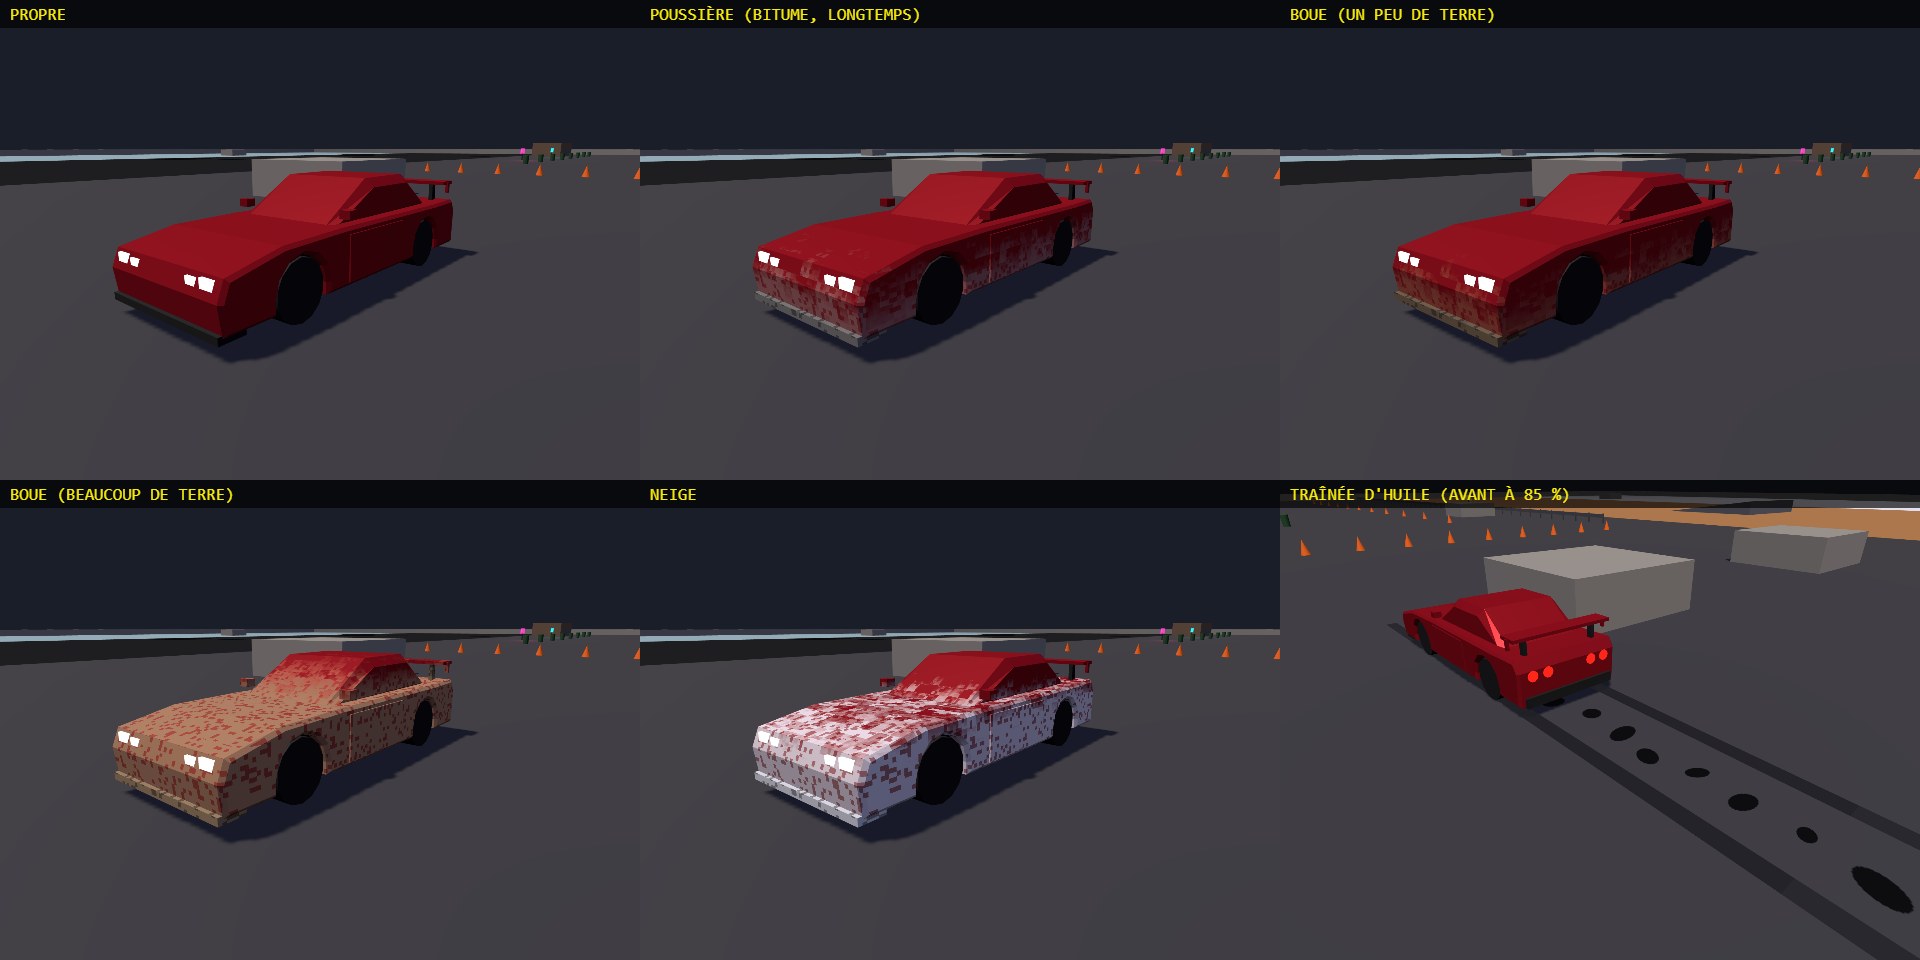 PROPRE
POUSSIÈRE (BITUME, LONGTEMPS)
BOUE (UN PEU DE TERRE)
BOUE (BEAUCOUP DE TERRE)
NEIGE
TRAÎNÉE D'HUILE (AVANT À 85 %)